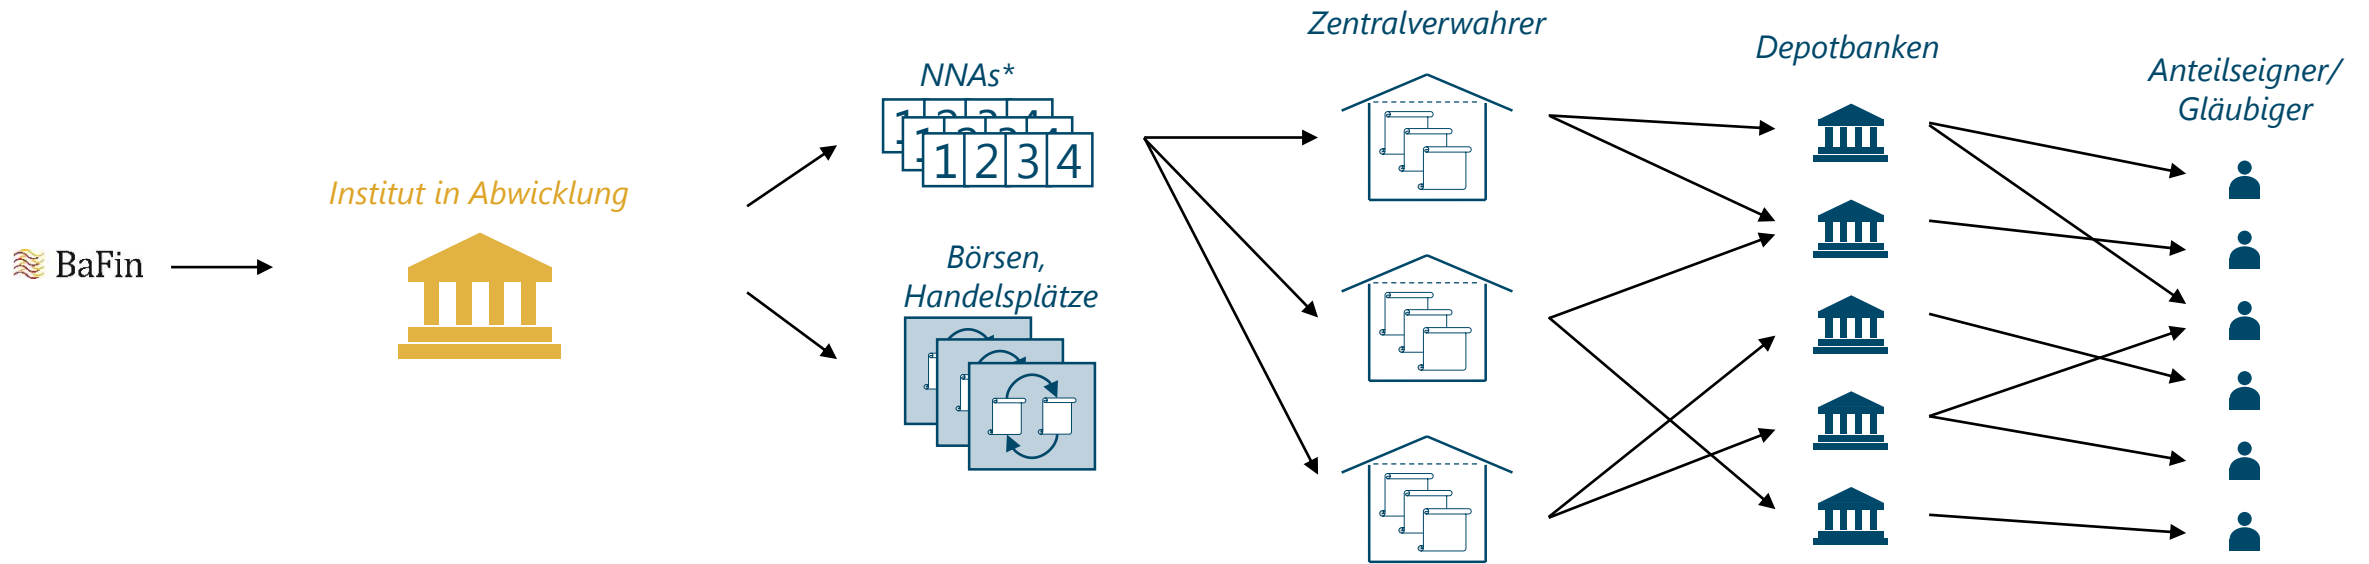 BaFin
Institut in Abwicklung
NNAs*
1 2 3 4
Börsen,
Handelsplätze
Zentralverwahrer
Depotbanken
Anteilseigner/
Gläubiger